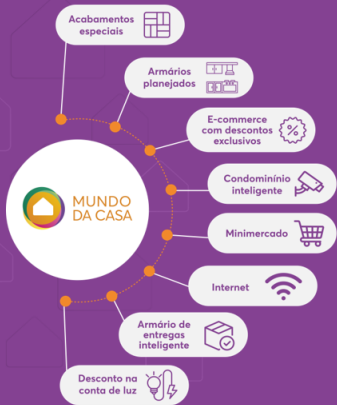 Acabamentos
especiais
Armários
planejados
E-commerce
com descontos
exclusivos
%
Condominínio
inteligente
MUNDO
DA CASA
Minimercado
Internet
Armário de
entregas
inteligente
Desconto na
conta de luz